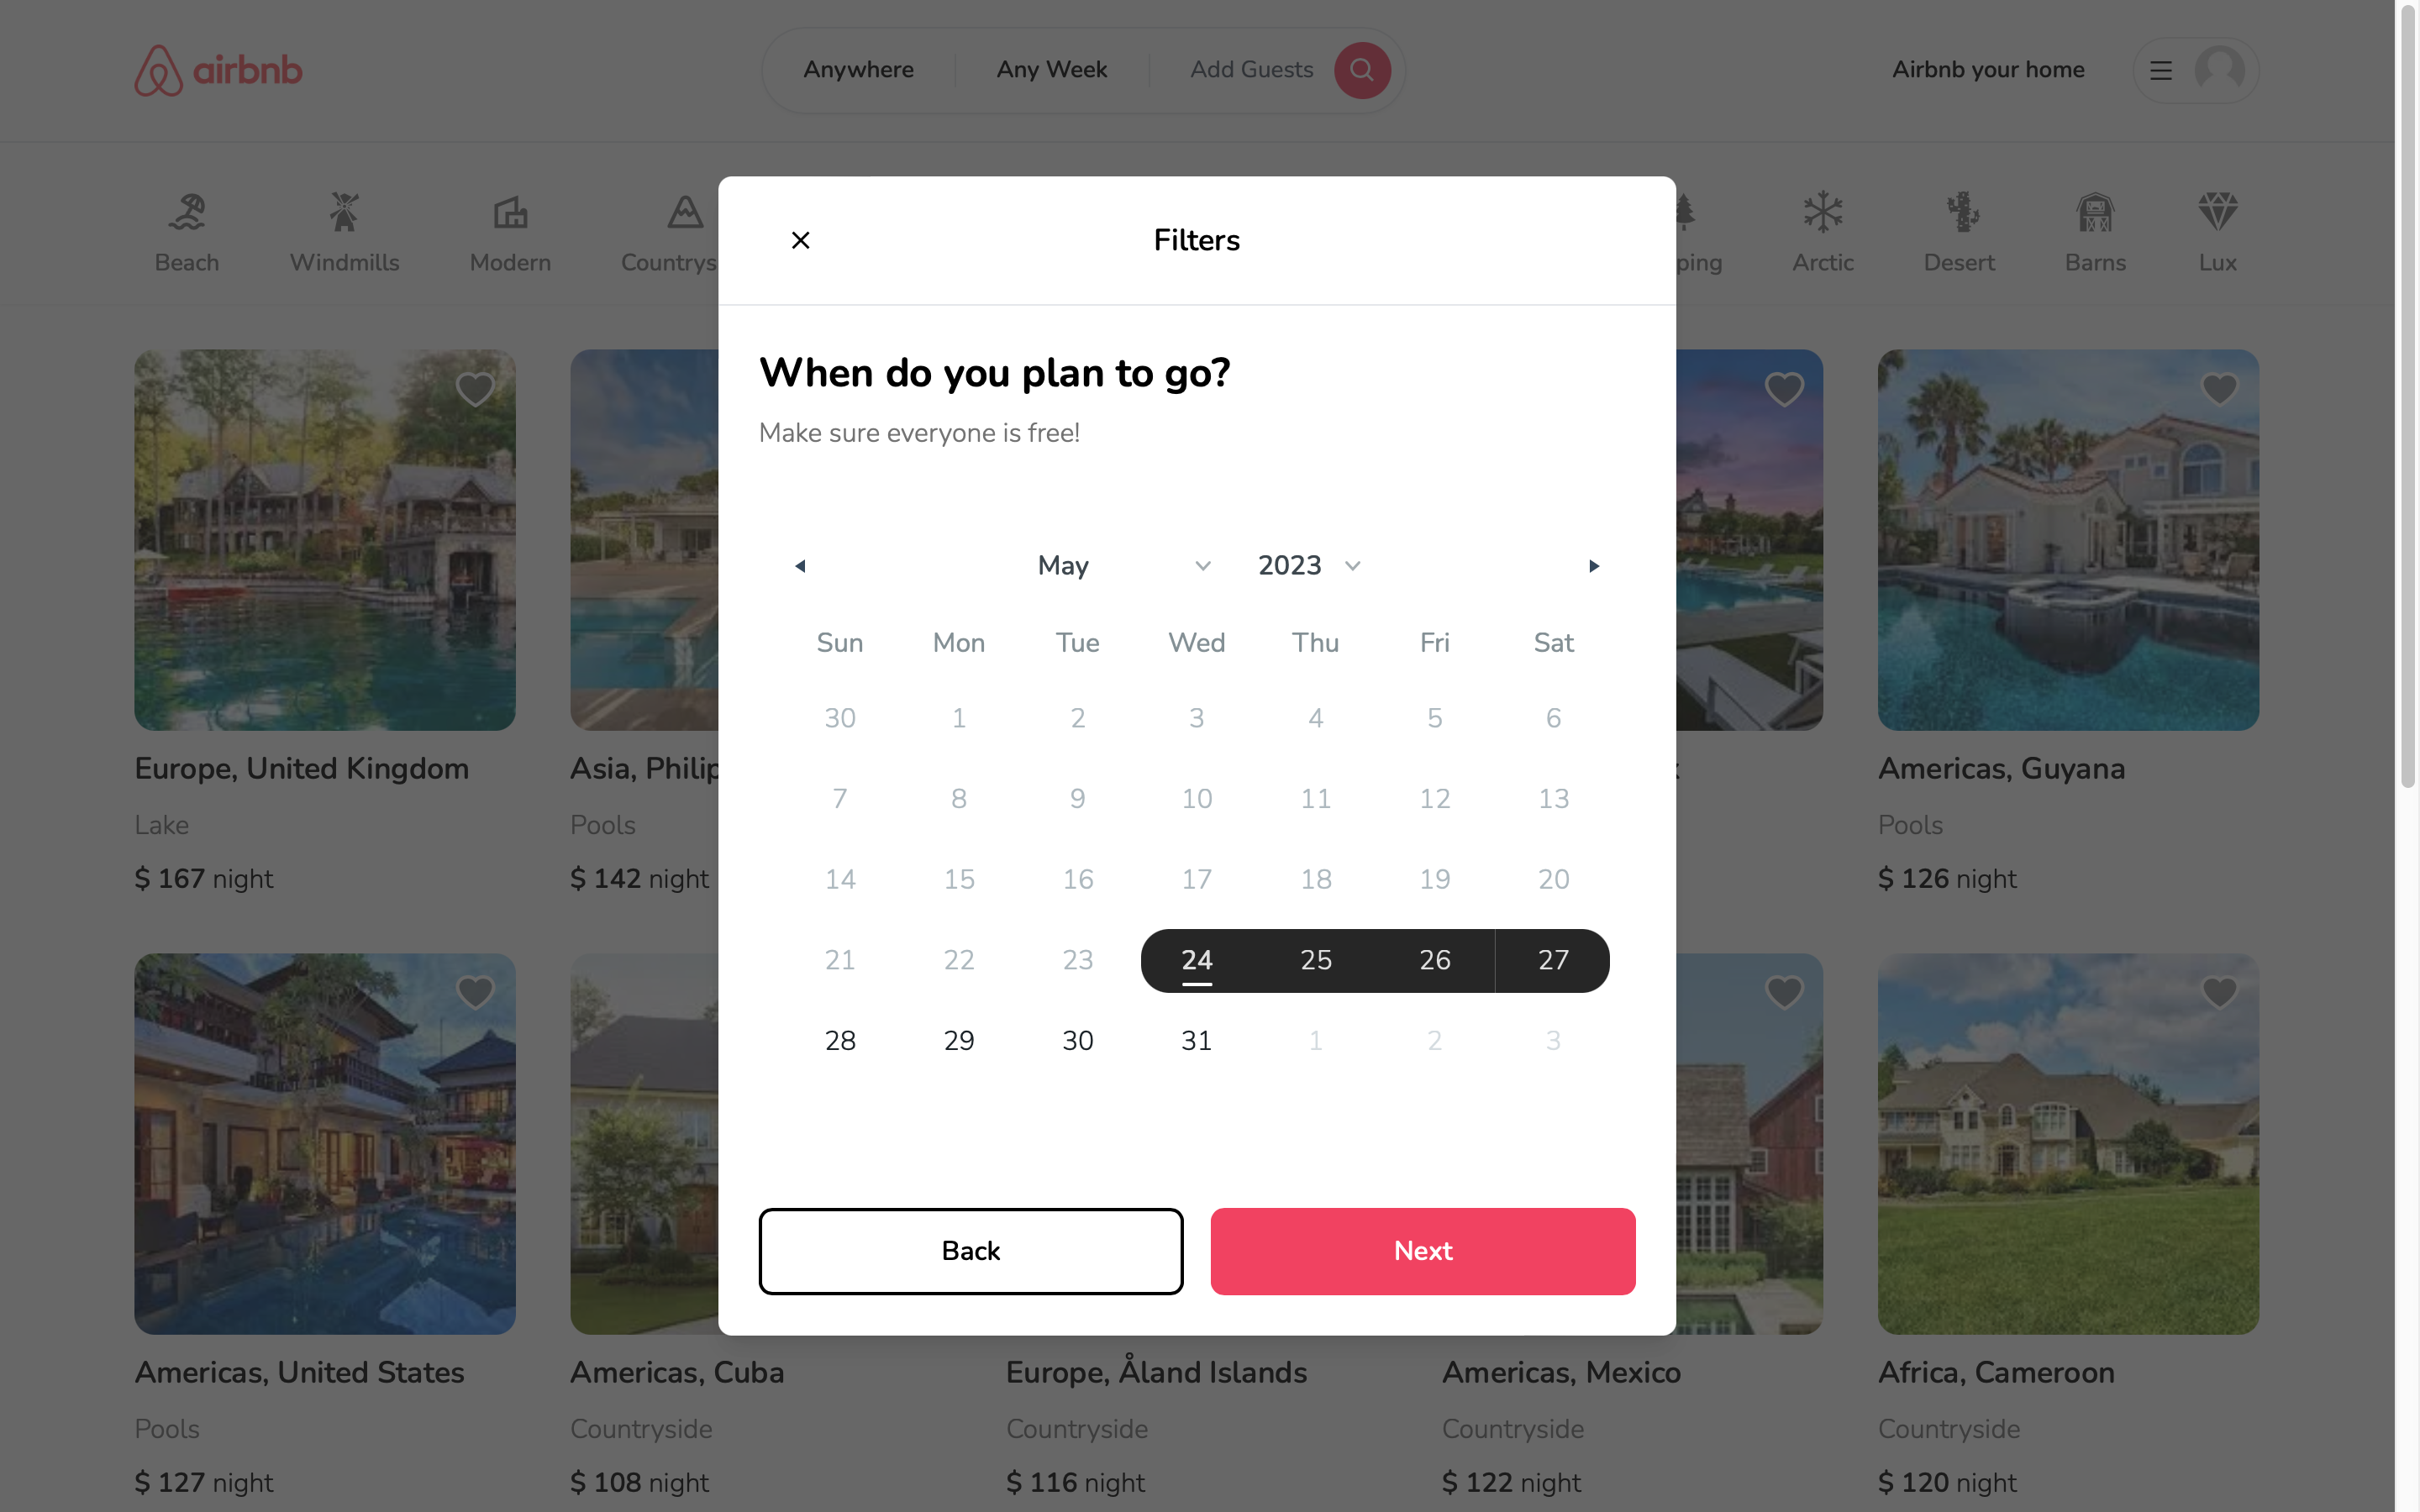 airbnb
Anywhere Any Week Add Guests
Airbnb your home
Beach Windmills Modern Countrys
ping Arctic Desert Barns Lux
Filters
When do you plan to go?
Make sure everyone is free!
May 2023
Sun Mon Tue Wed Thu Fri Sat
30 1 2 3 4 5 6
7 8 9 10 11 12 13
14 15 16 17 18 19 20
21 22 23 24 25 26 27
28 29 30 31 1 2 3
Back Next
Europe, United Kingdom
Lake
$ 167 night
Asia, Philip
Pools
$ 142 night
Americas, Guyana
Pools
$ 126 night
Americas, United States
Pools
$ 127 night
Americas, Cuba
Countryside
$ 108 night
Europe, Åland Islands
Countryside
$ 116 night
Americas, Mexico
Countryside
$ 122 night
Africa, Cameroon
Countryside
$ 120 night